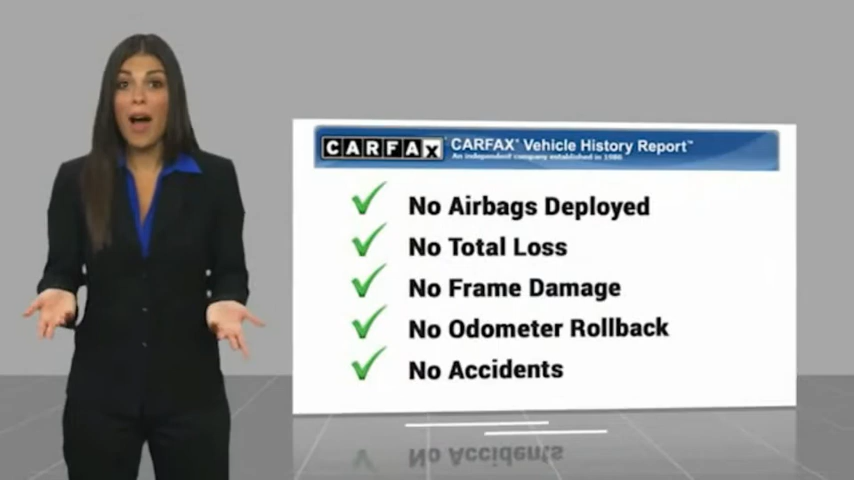 CARFAX CARFAX® Vehicle History Report™
An independent company established in 1986
No Airbags Deployed
No Total Loss
No Frame Damage
No Odometer Rollback
No Accidents
No Accidents